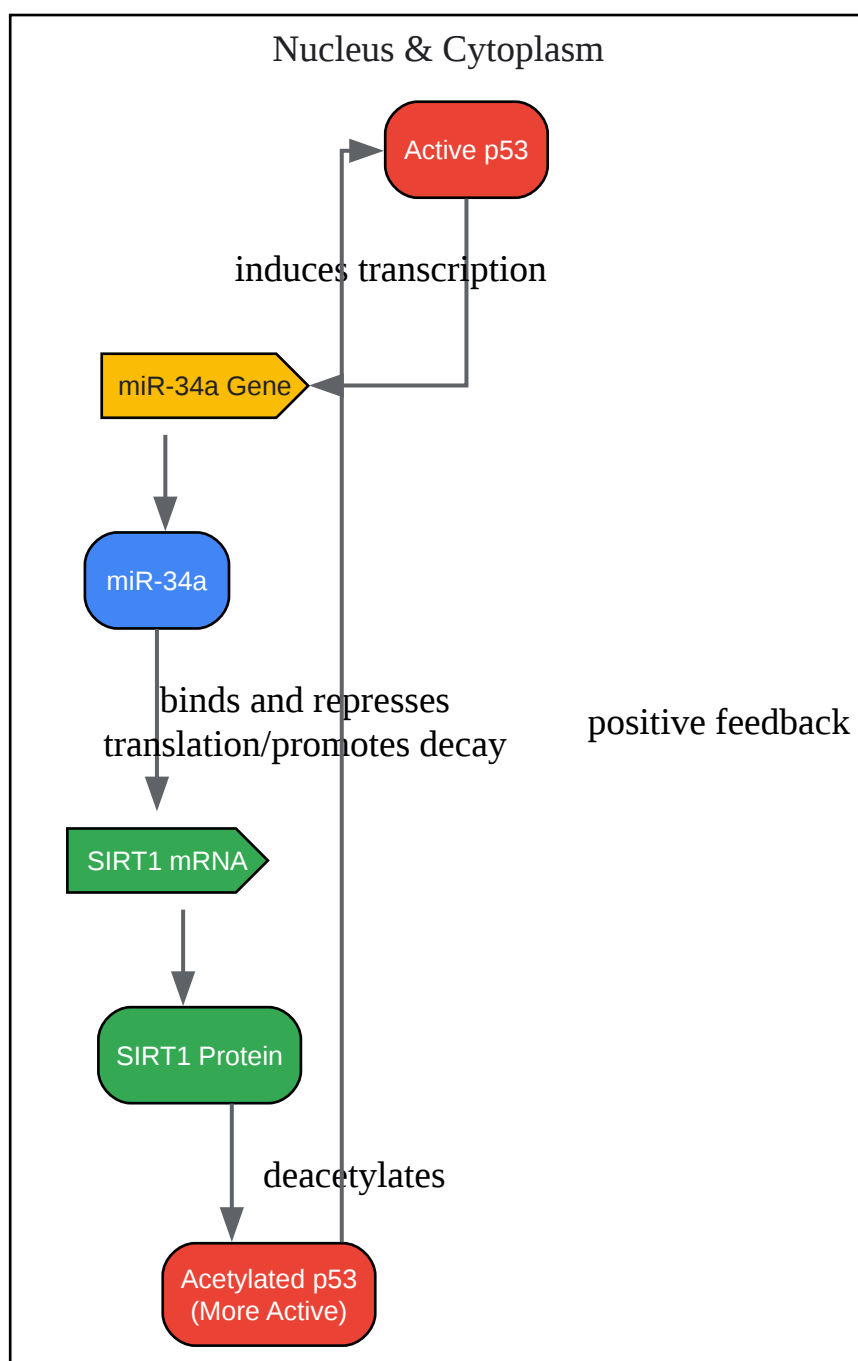 Nucleus & Cytoplasm
Active p53
induces transcription
miR-34a Gene
miR-34a
binds and represses
translation/promotes decay
positive feedback
SIRT1 mRNA
SIRT1 Protein
deacetylates
Acetylated p53
(More Active)